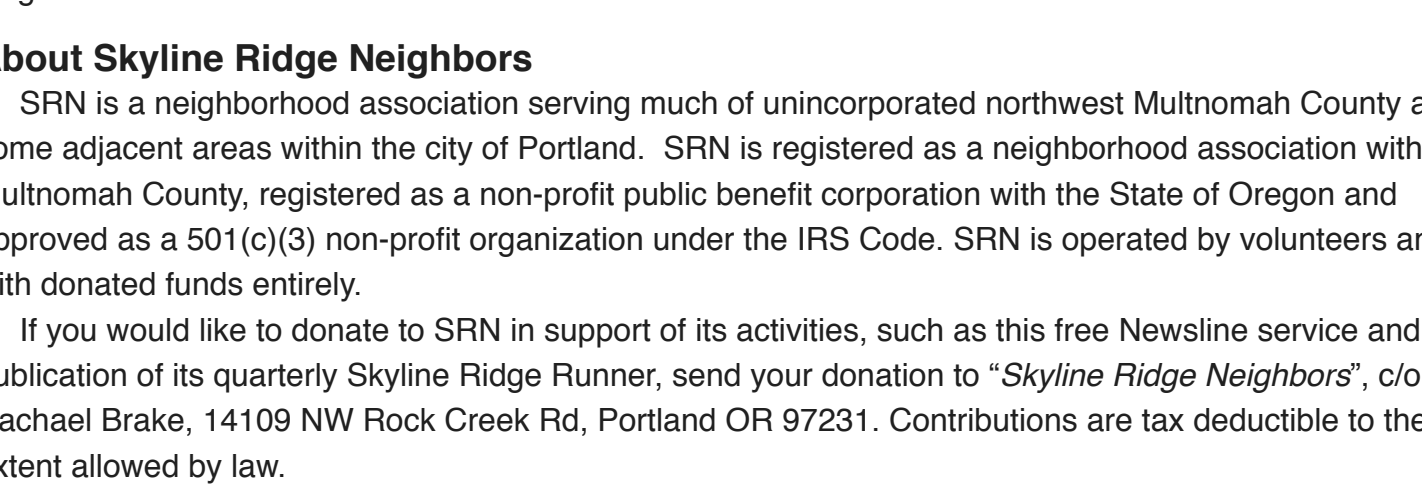 bout Skyline Ridge Neighbors
SRN is a neighborhood association serving much of unincorporated northwest Multnomah County a
ome adjacent areas within the city of Portland.  SRN is registered as a neighborhood association with
ultnomah County, registered as a non-profit public benefit corporation with the State of Oregon and
pproved as a 501(c)(3) non-profit organization under the IRS Code. SRN is operated by volunteers an
ith donated funds entirely.
If you would like to donate to SRN in support of its activities, such as this free Newsline service and
ublication of its quarterly Skyline Ridge Runner, send your donation to “Skyline Ridge Neighbors”, c/o
achael Brake, 14109 NW Rock Creek Rd, Portland OR 97231. Contributions are tax deductible to the
xtent allowed by law.